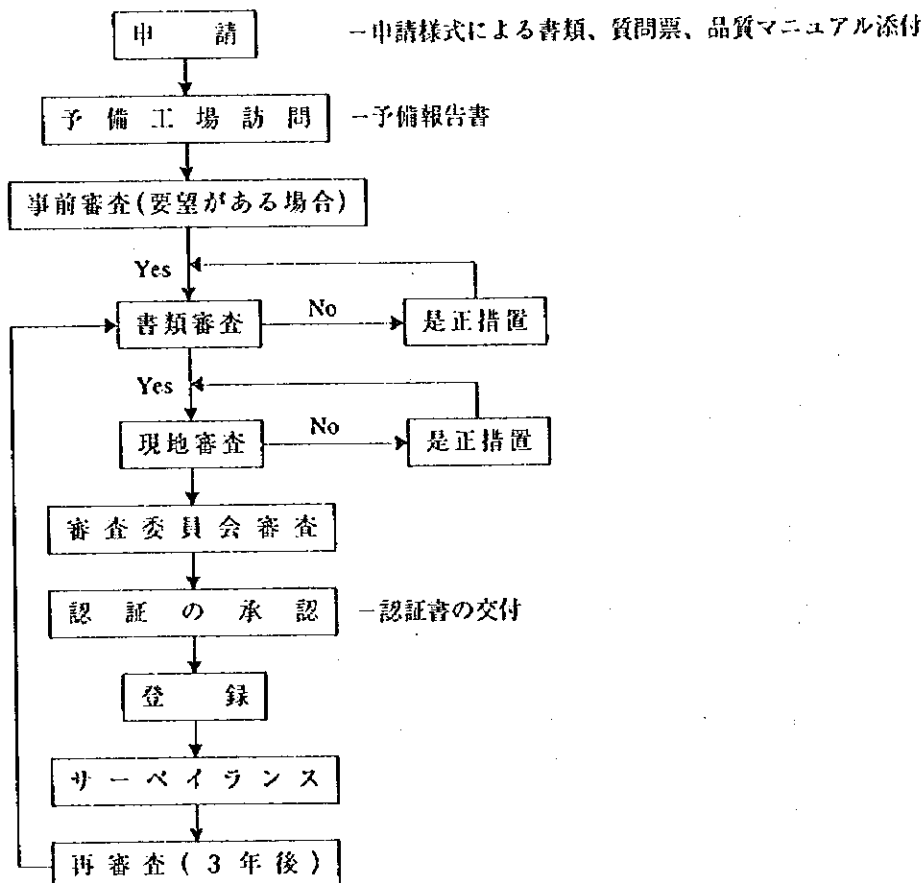 申請 －申請様式による書類、質問票、品質マニュアル添付
予備工場訪問 －予備報告書
事前審査(要望がある場合)
Yes
書類審査 No 是正措置
Yes
現地審査 No 是正措置
審査委員会審査
認証の承認 －認証書の交付
登録
サーベイランス
再審査(3年後)